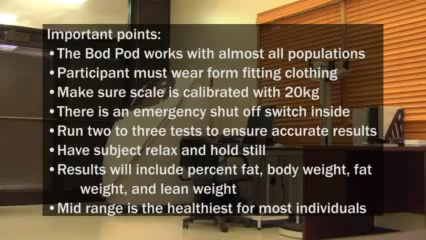 Important points:
•The Bod Pod works with almost all populations
•Participant must wear form fitting clothing
•Make sure scale is calibrated with 20kg
•There is an emergency shut off switch inside
•Run two to three tests to ensure accurate results
•Have subject relax and hold still
•Results will include percent fat, body weight, fat
weight, and lean weight
•Mid range is the healthiest for most individuals